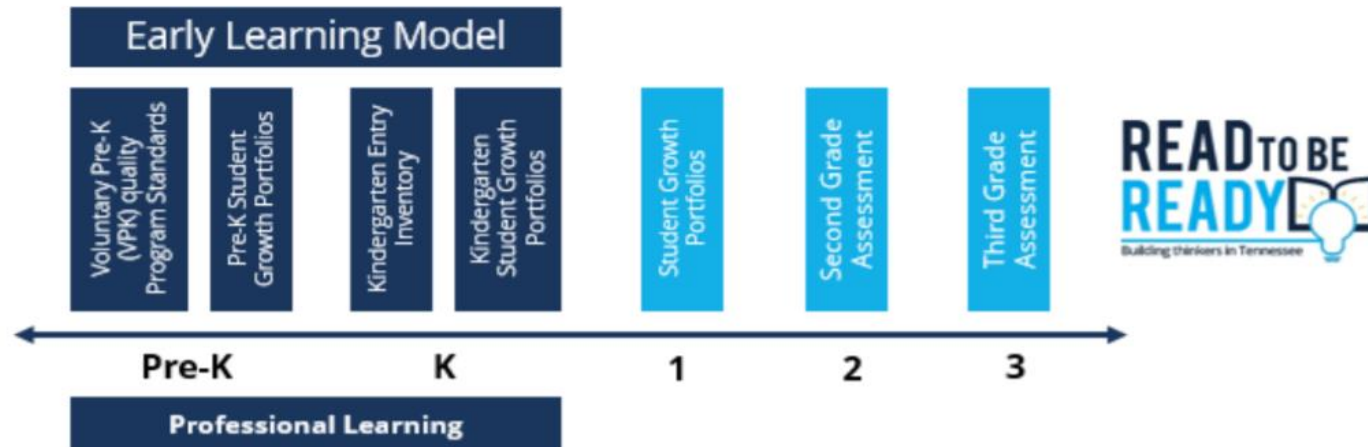 Early Learning Model
Voluntary Pre-K
(VPK) quality
Program Standards
Pre-K Student
Growth Portfolios
Kindergarten Entry
Inventory
Kindergarten
Student Growth
Portfolios
Student Growth
Portfolios
Second Grade
Assessment
Third Grade
Assessment
READ TO BE
READY
Building thinkers in Tennessee
Pre-K
K
1
2
3
Professional Learning